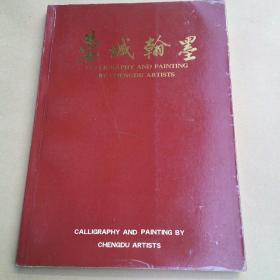 蓉城翰墨
CALLIGRAPHY AND PAINTING
BY CHENGDU ARTISTS
CALLIGRAPHY AND PAINTING BY
CHENGDU ARTISTS